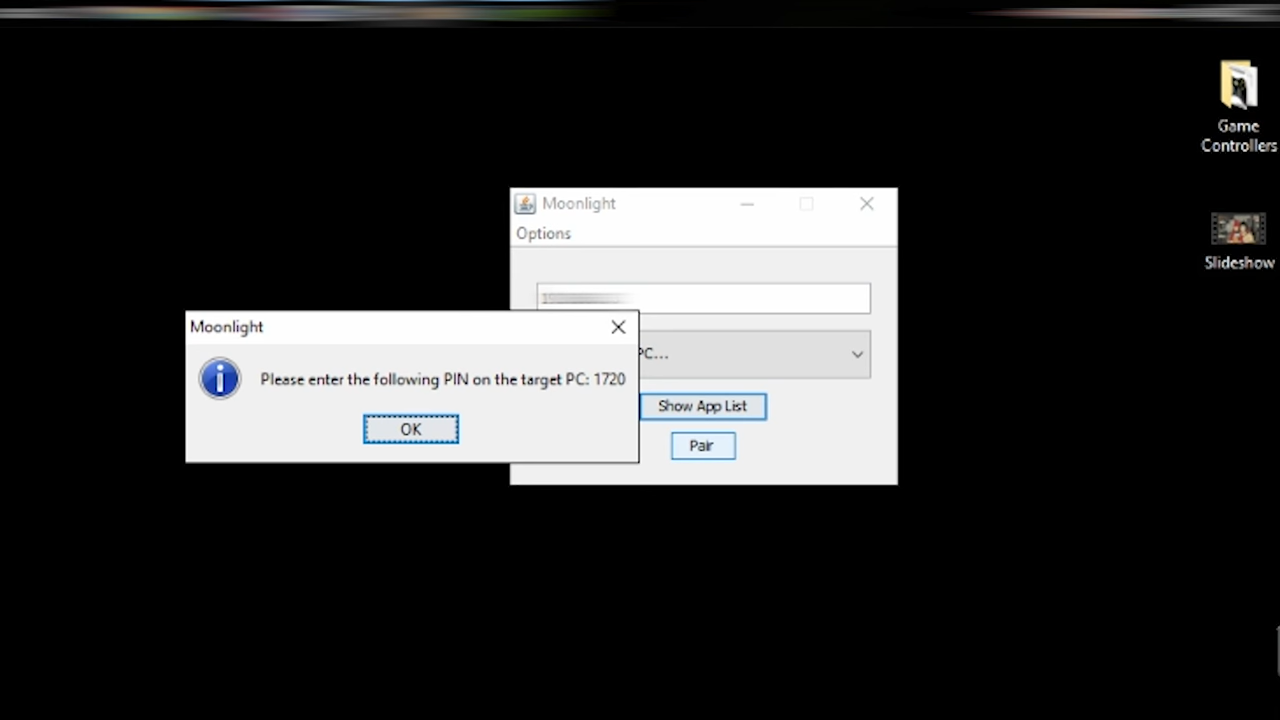 Game
Controllers
Moonlight
Options
Slideshow
Moonlight
Please enter the following PIN on the target PC: 1720
PC...
Show App List
OK
Pair